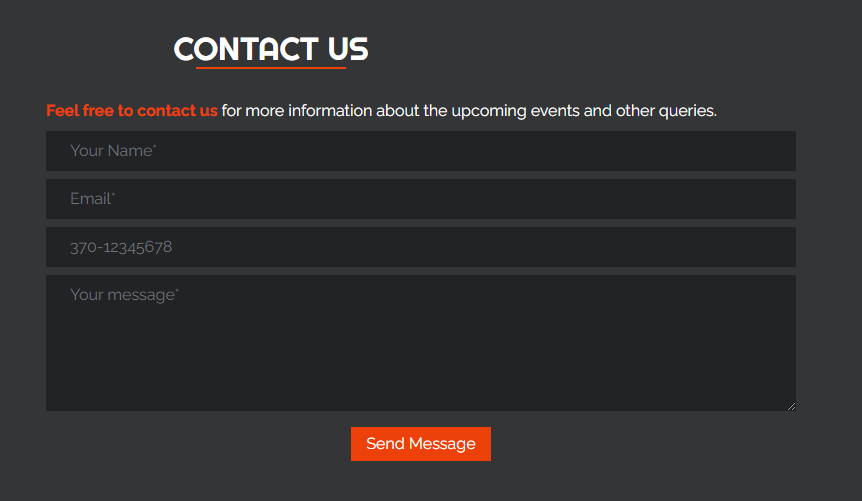 CONTACT US
Feel free to contact us for more information about the upcoming events and other queries.
Your Name*
Email*
370-12345678
Your message*
Send Message